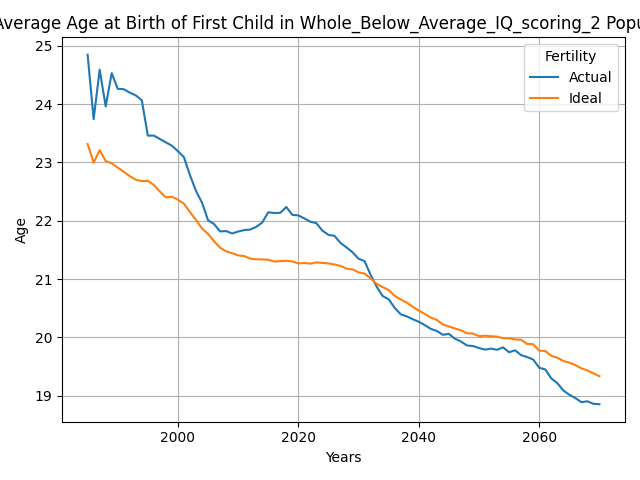 Average Age at Birth of First Child in Whole_Below_Average_IQ_scoring_2 Popu
Fertility
Actual
Ideal
25
24
23
22
21
20
19
Age
2000
2020
2040
2060
Years